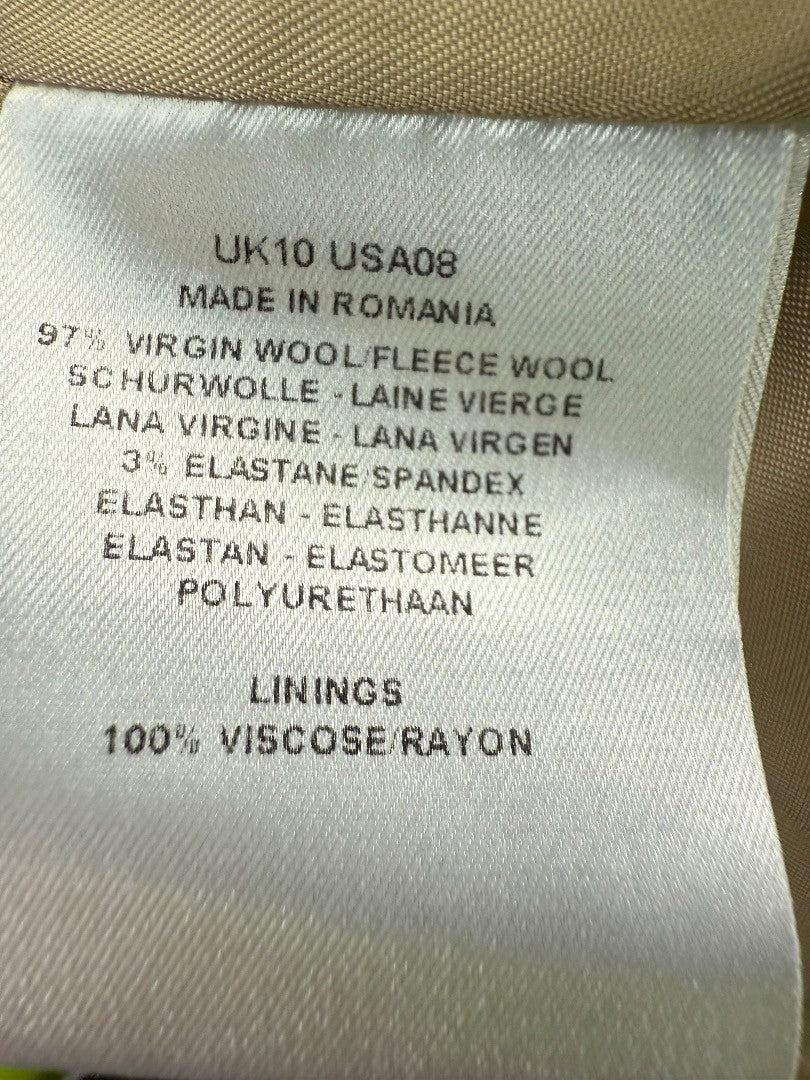 UK10 USA08
MADE IN ROMANIA
97% VIRGIN WOOL/FLEECE WOOL
SCHURWOLLE - LAINE VIERGE
LANA VIRGINE - LANA VIRGEN
3% ELASTANE/SPANDEX
ELASTHAN - ELASTHANNE
ELASTAN - ELASTOMEER
POLYURETHAAN
LININGS
100% VISCOSE/RAYON